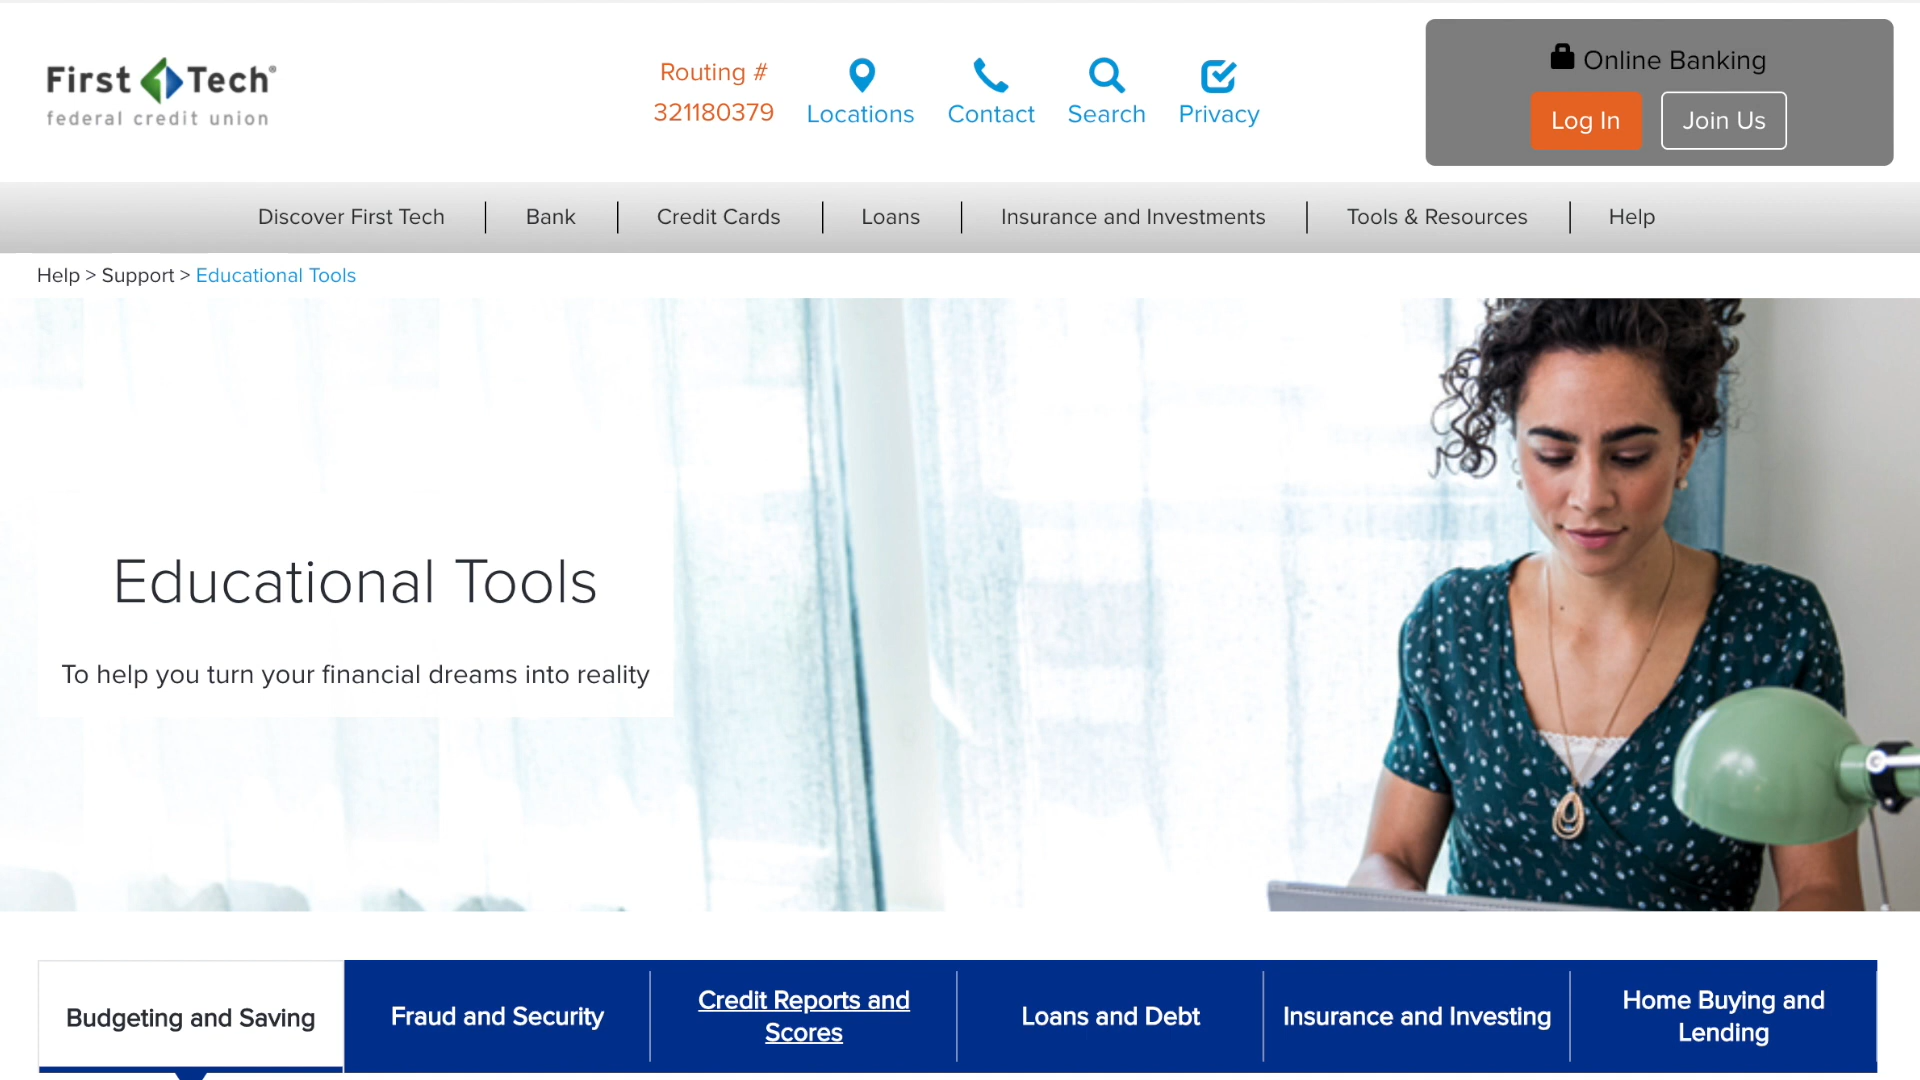 First Tech®
federal credit union
Routing #
321180379
Locations
Contact
Search
Privacy
Online Banking
Log In
Join Us
Discover First Tech
Bank
Credit Cards
Loans
Insurance and Investments
Tools & Resources
Help
Help > Support > Educational Tools
Educational Tools
To help you turn your financial dreams into reality
Budgeting and Saving
Fraud and Security
Credit Reports and
Scores
Loans and Debt
Insurance and Investing
Home Buying and
Lending